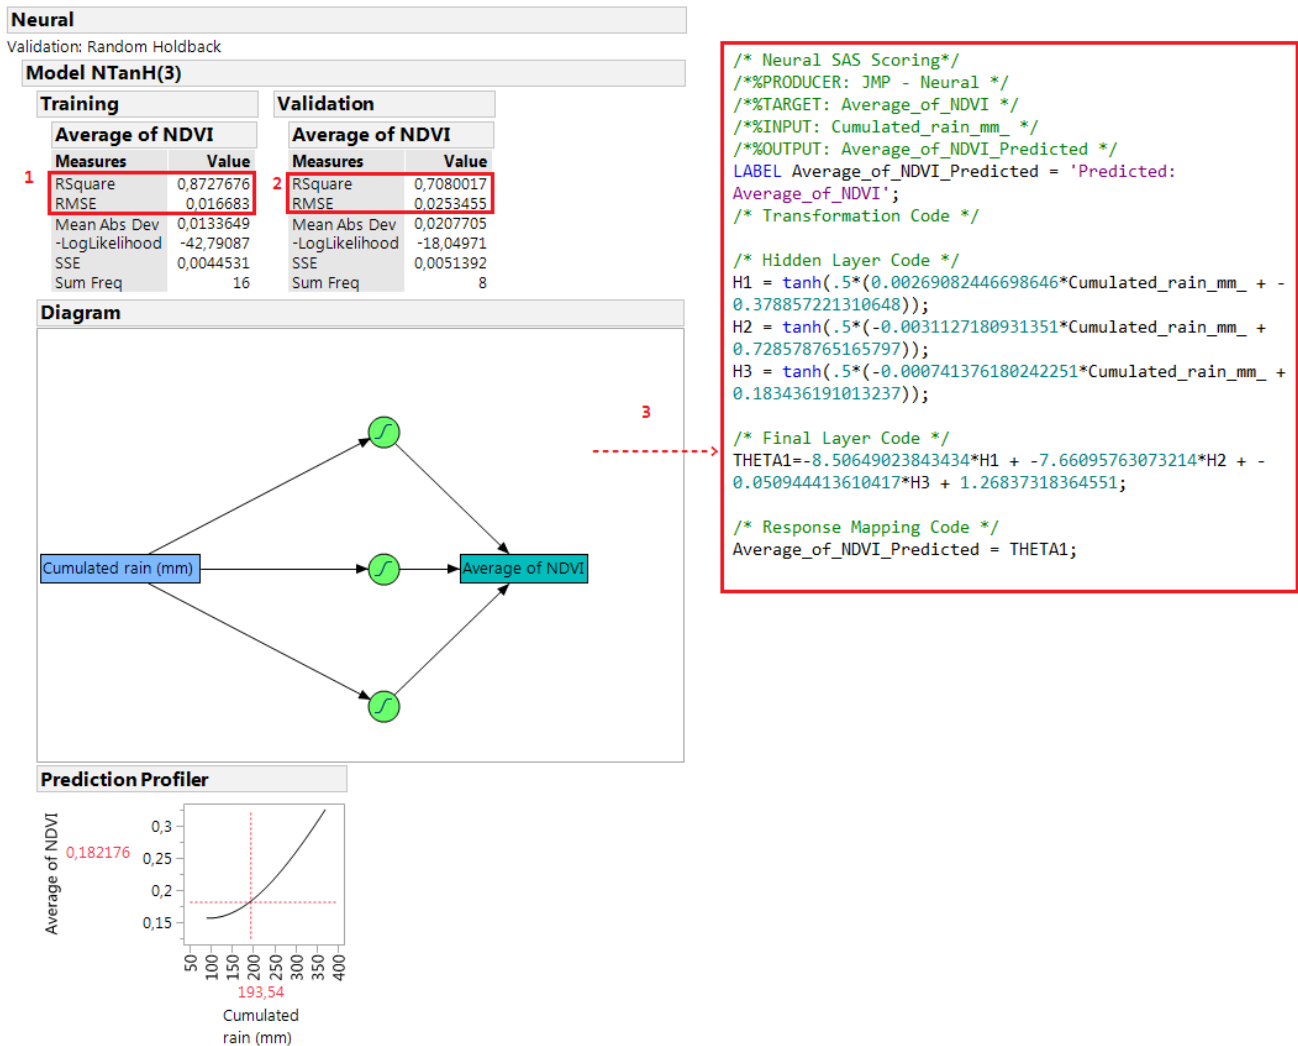 Neural
Validation: Random Holdback
Model NTanH(3)
Training
Average of NDVI
Measures Value
1
RSquare 0,8727676
RMSE 0,016683
Mean Abs Dev 0,0133649
-LogLikelihood -42,79087
SSE 0,0044531
Sum Freq 16
Validation
Average of NDVI
Measures Value
2
RSquare 0,7080017
RMSE 0,0253455
Mean Abs Dev 0,0207705
-LogLikelihood -18,04971
SSE 0,0051392
Sum Freq 8
Diagram
Cumulated rain (mm)
Average of NDVI
3
/* Neural SAS Scoring*/
/*%PRODUCER: JMP - Neural */
/*%TARGET: Average_of_NDVI */
/*%INPUT: Cumulated_rain_mm_ */
/*%OUTPUT: Average_of_NDVI_Predicted */
LABEL Average_of_NDVI_Predicted = 'Predicted:
Average_of_NDVI';
/* Transformation Code */
/* Hidden Layer Code */
H1 = tanh(.5*(0.00269082446698646*Cumulated_rain_mm_ + -
0.378857221310648));
H2 = tanh(.5*(-0.0031127180931351*Cumulated_rain_mm_ +
0.728578765165797));
H3 = tanh(.5*(-0.000741376180242251*Cumulated_rain_mm_ +
0.183436191013237));
/* Final Layer Code */
THETA1=-8.50649023843434*H1 + -7.66095763073214*H2 + -
0.050944413610417*H3 + 1.26837318364551;
/* Response Mapping Code */
Average_of_NDVI_Predicted = THETA1;
Prediction Profiler
Average of NDVI
0,182176
0,3
0,25
0,2
0,15
50 100 150 200 250 300 350 400
193,54
Cumulated
rain (mm)